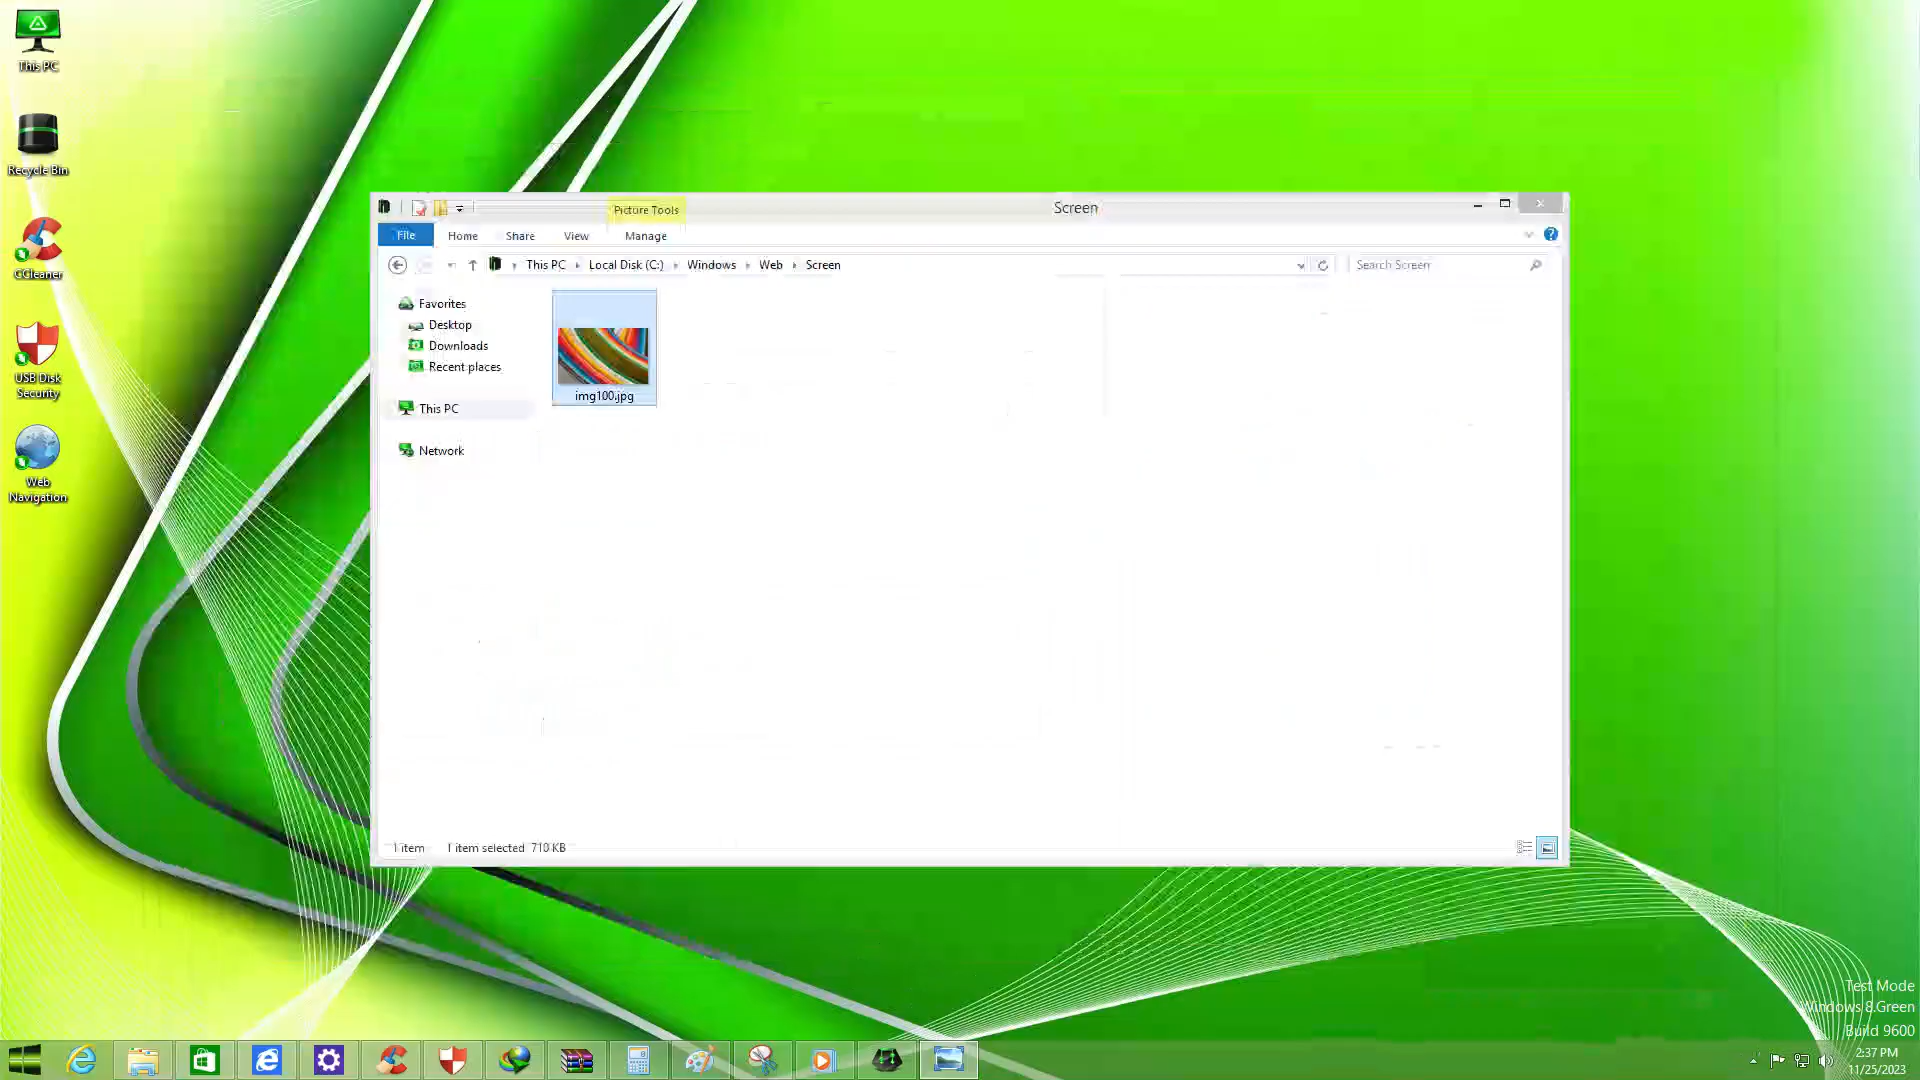 This PC
Recycle Bin
CCleaner
USB Disk
Security
Web
Navigation
Picture Tools
Screen
File
Home
Share
View
Manage
This PC
Local Disk (C:)
Windows
Web
Screen
Search Screen
Favorites
Desktop
Downloads
Recent places
This PC
Network
img100.jpg
1 item
1 item selected 710 KB
Test Mode
Windows 8.Green
Build 9600
2:37 PM
11/25/2023